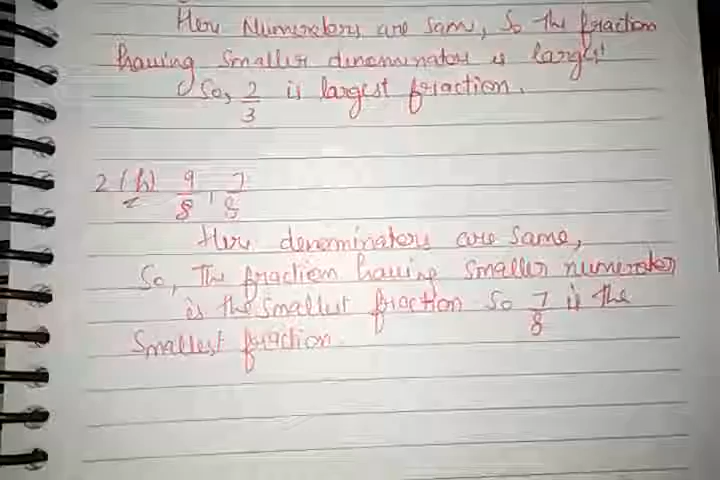 Here Numerators are same, So the fraction
having smaller denominators is largest
So, 2/3 is largest fraction.
2 (h) 9/8, 7/8
Here denominators are same,
So, The fraction having smaller numerator
is the smallest fraction So 7/8 is the
Smallest fraction.